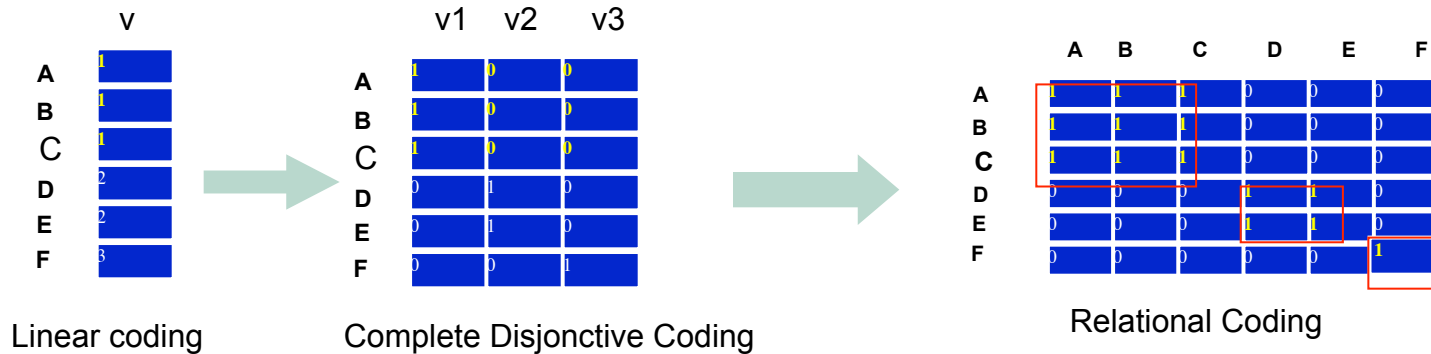 v
A 1
B 1
C 1
D 2
E 2
F 3
Linear coding
v1 v2 v3
A 1 0 0
B 1 0 0
C 1 0 0
D 0 1 0
E 0 1 0
F 0 0 1
Complete Disjonctive Coding
A B C D E F
A 1 1 1 0 0 0
B 1 1 1 0 0 0
C 1 1 1 0 0 0
D 0 0 0 1 1 0
E 0 0 0 1 1 0
F 0 0 0 0 0 1
Relational Coding